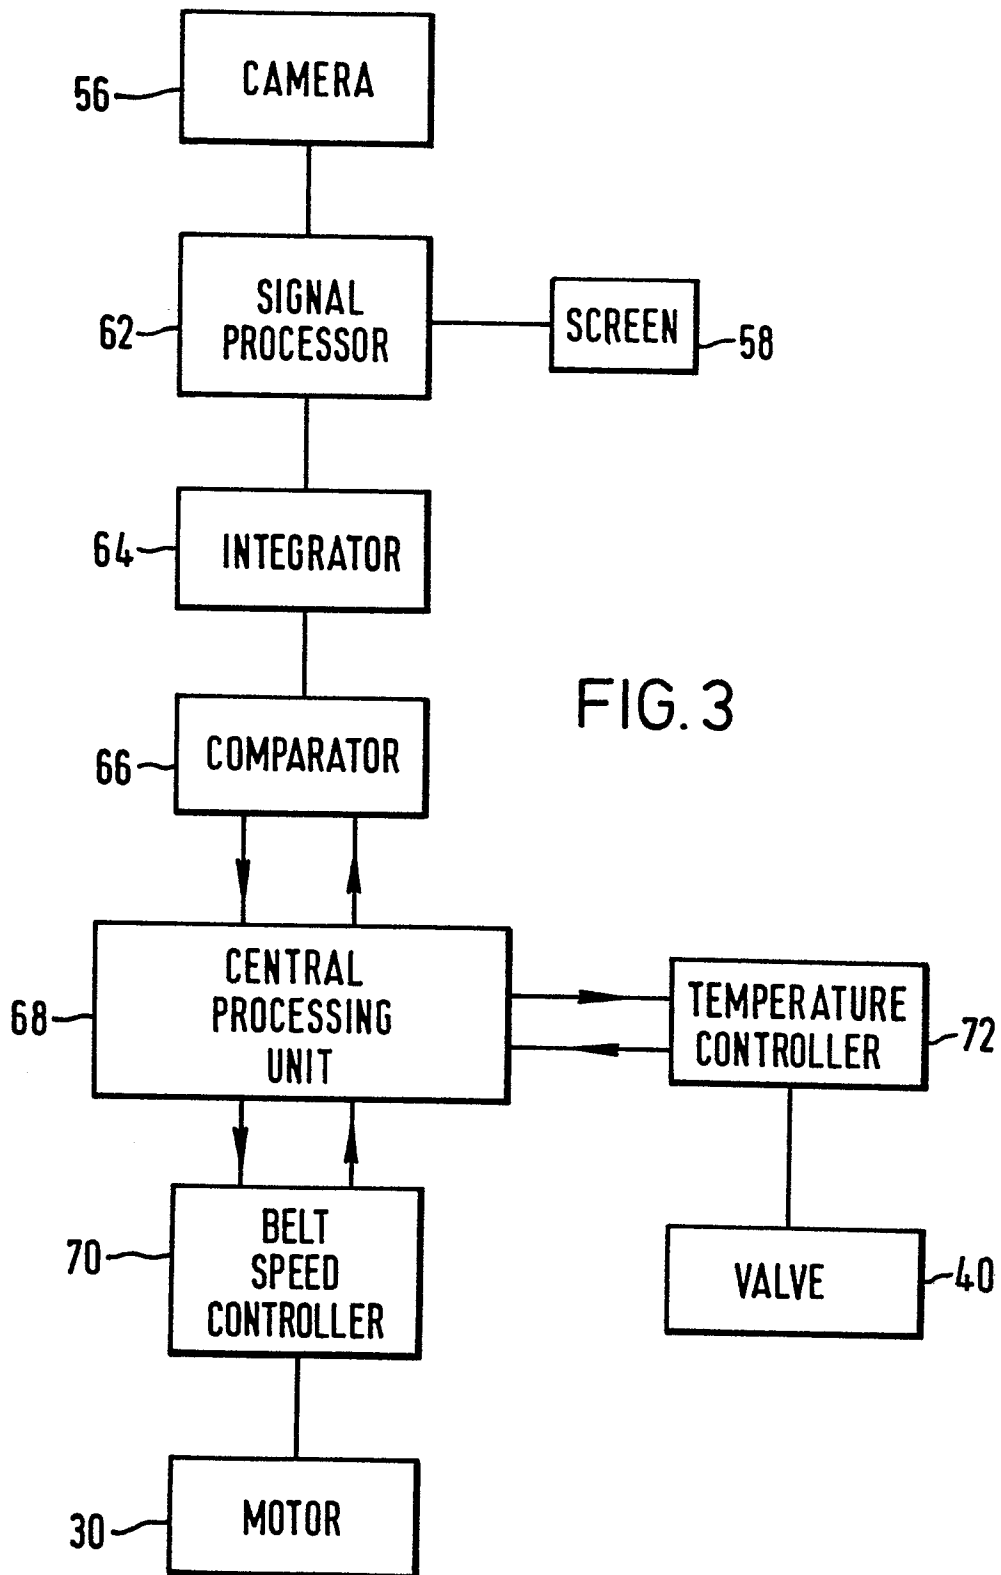 CAMERA
56
SIGNAL
PROCESSOR
62
SCREEN
58
INTEGRATOR
64
FIG. 3
COMPARATOR
66
CENTRAL
PROCESSING
UNIT
68
TEMPERATURE
CONTROLLER
72
BELT
SPEED
CONTROLLER
70
VALVE
40
MOTOR
30